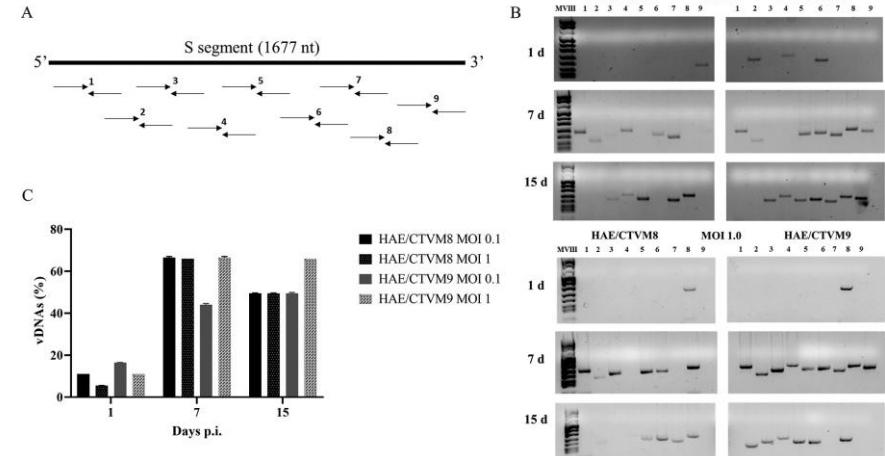 A
S segment (1677 nt)
5’
3’
1
3
5
7
9
2
4
6
8
B
MVIII 1 2 3 4 5 6 7 8 9 1 2 3 4 5 6 7 8 9
1 d
7 d
15 d
HAE/CTVM8 MOI 1.0 HAE/CTVM9
MVIII 1 2 3 4 5 6 7 8 9 1 2 3 4 5 6 7 8 9
1 d
7 d
15 d
C
80
60
40
20
0
vDNAs (%)
1 7 15
Days p.i.
HAE/CTVM8 MOI 0.1
HAE/CTVM8 MOI 1
HAE/CTVM9 MOI 0.1
HAE/CTVM9 MOI 1